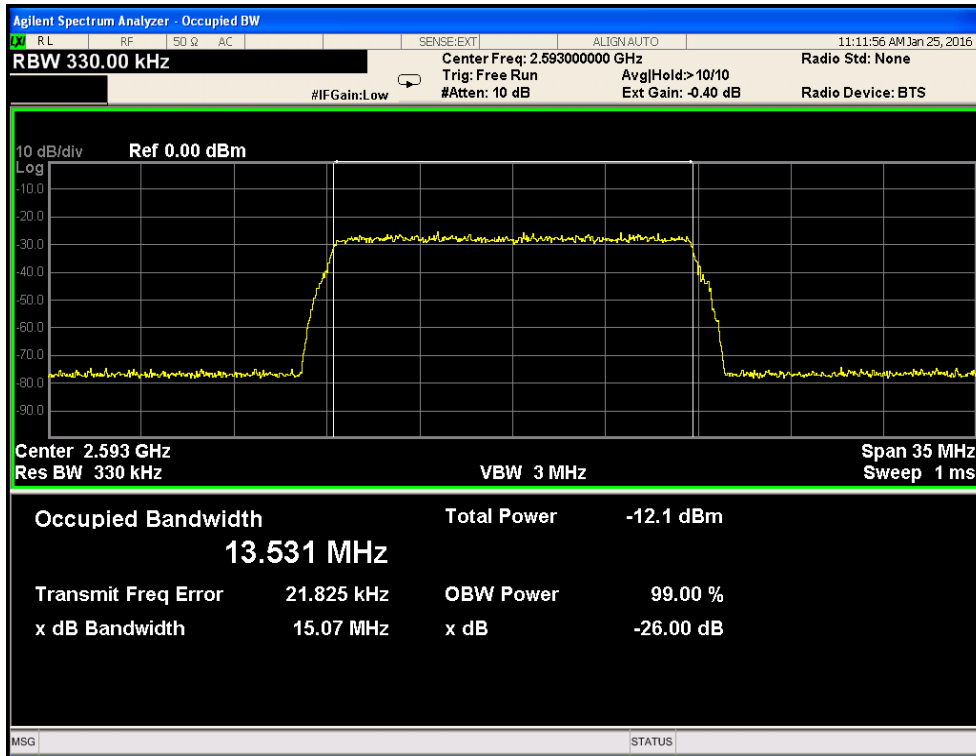 Agilent Spectrum Analyzer - Occupied BW
LXI RL RF 50 Ω AC SENSE:EXT ALIGN AUTO 11:11:56 AM Jan 25, 2016
RBW 330.00 kHz Center Freq: 2.593000000 GHz Radio Std: None
Trig: Free Run Avg|Hold:>10/10
#IFGain:Low #Atten: 10 dB Ext Gain: -0.40 dB Radio Device: BTS
10 dB/div Ref 0.00 dBm
Log
-10.0
-20.0
-30.0
-40.0
-50.0
-60.0
-70.0
-80.0
-90.0
Center 2.593 GHz Span 35 MHz
Res BW 330 kHz VBW 3 MHz Sweep 1 ms
Occupied Bandwidth Total Power -12.1 dBm
13.531 MHz
Transmit Freq Error 21.825 kHz OBW Power 99.00 %
x dB Bandwidth 15.07 MHz x dB -26.00 dB
MSG STATUS